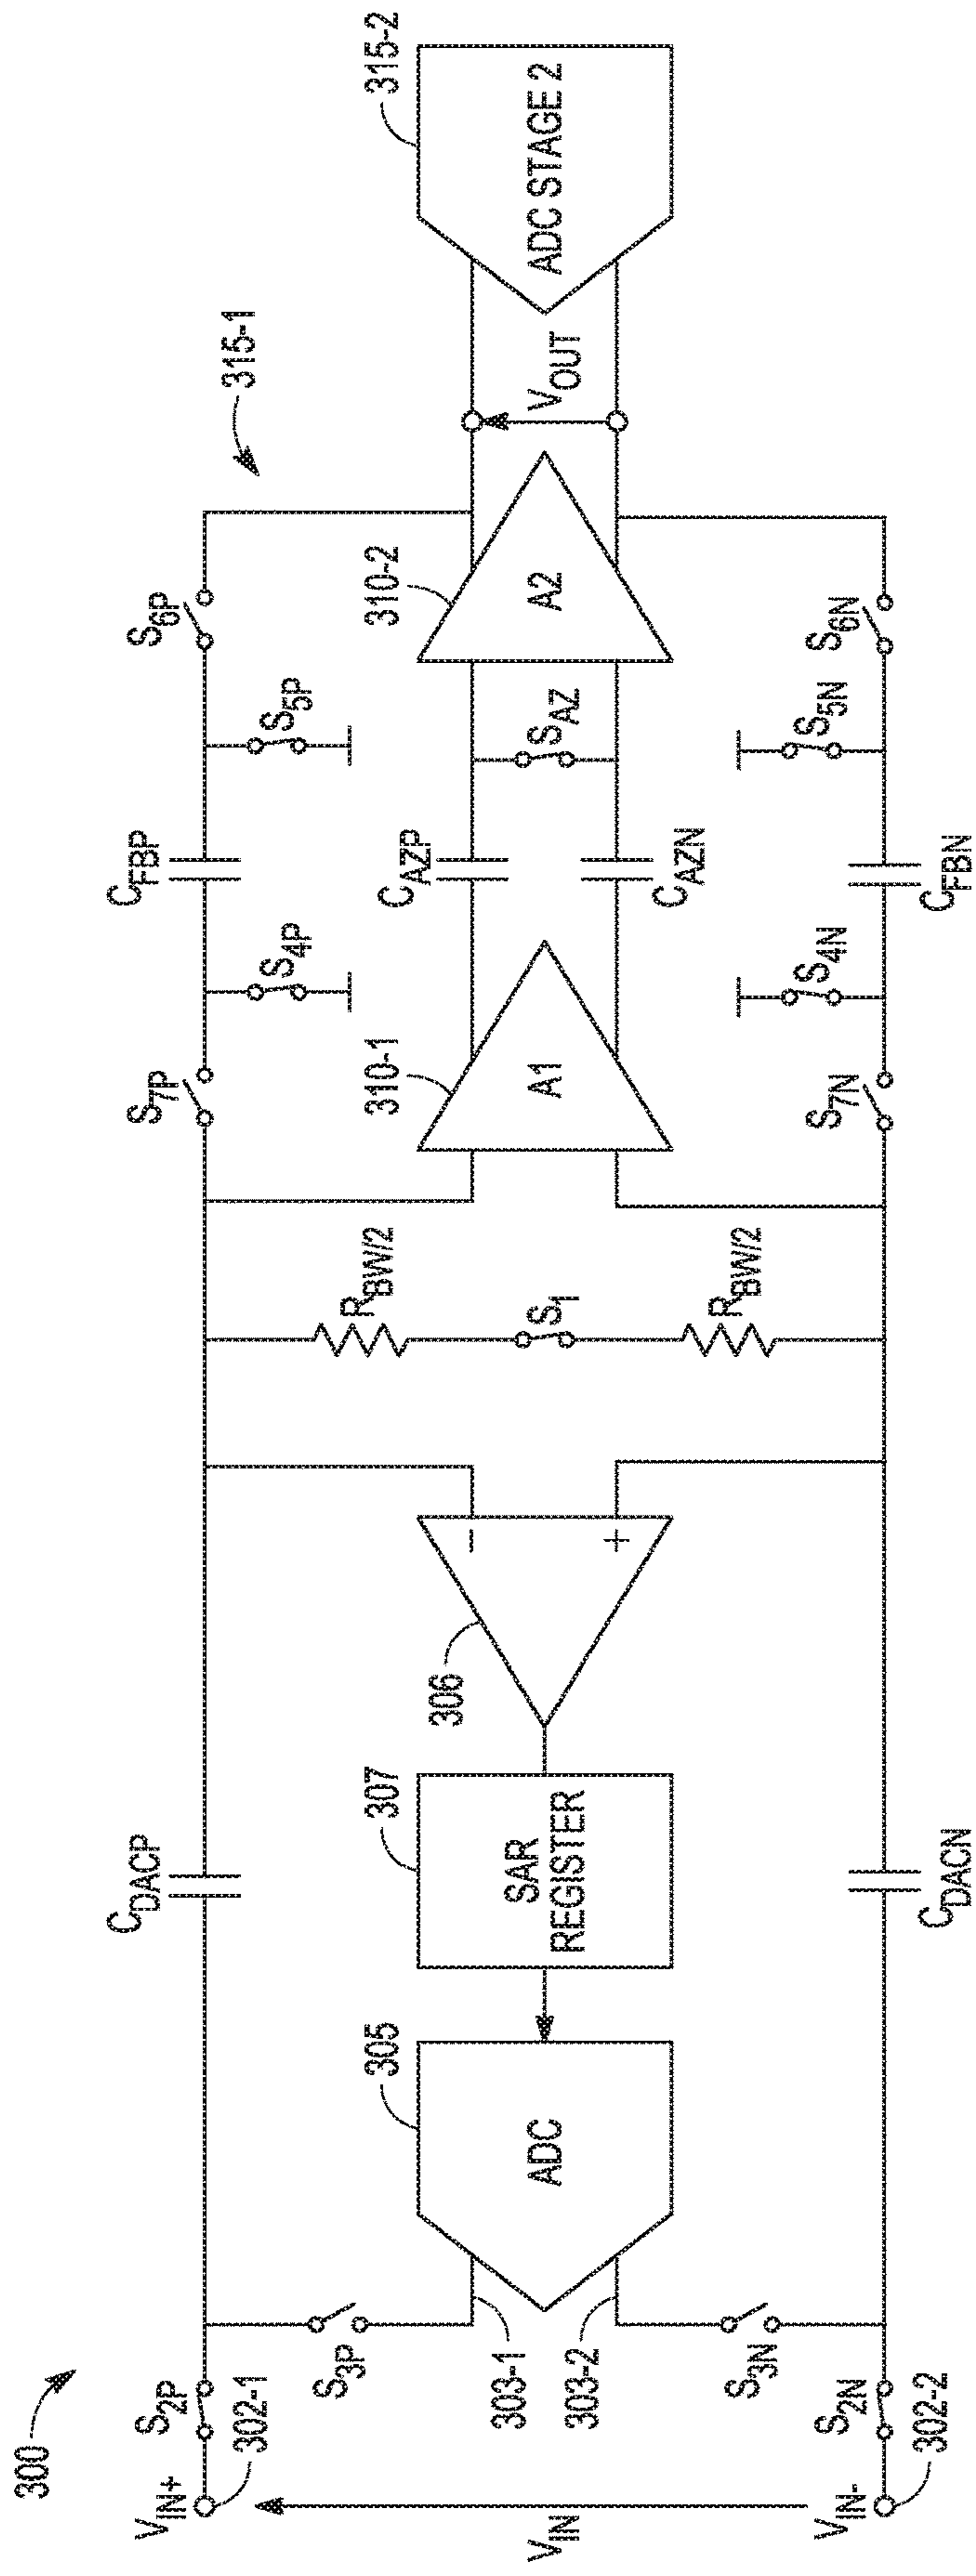 300
315-1
315-2
V_IN+
S_2P
302-1
C_DACP
S_7P
C_FBP
S_6P
S_3P
R_BW/2
S_4P
S_5P
303-1
305
307
306
310-1
C_AZP
310-2
V_IN
ADC
SAR
REGISTER
−
+
S_1
A1
S_AZ
A2
V_OUT
ADC STAGE 2
303-2
C_AZN
S_3N
R_BW/2
S_4N
S_5N
V_IN-
S_2N
302-2
C_DACN
S_7N
C_FBN
S_6N